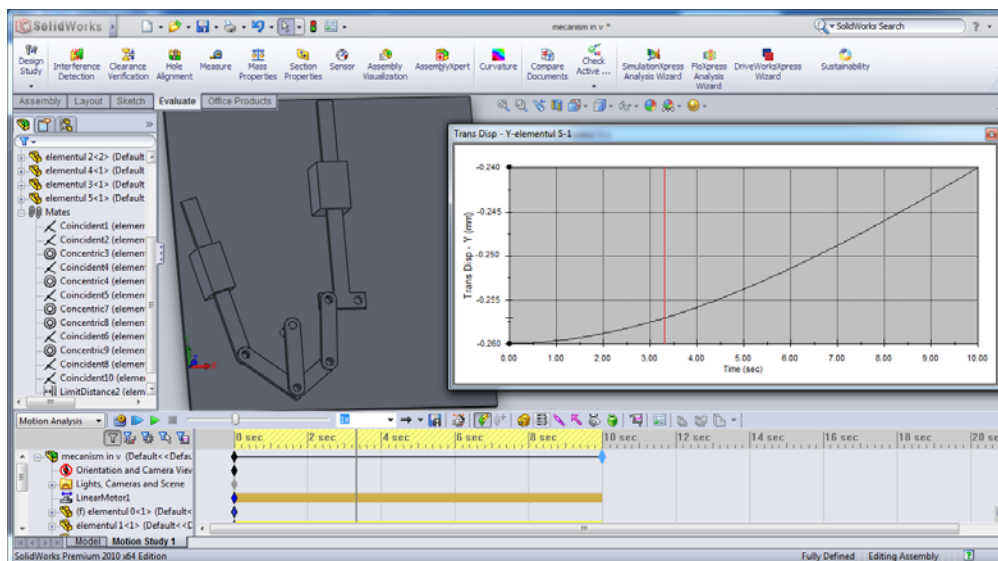 SolidWorks
mecanism in v *
SolidWorks Search
Design Study
Interference Detection
Clearance Verification
Hole Alignment
Measure
Mass Properties
Section Properties
Sensor
Assembly Visualization
AssemblyXpert
Curvature
Compare Documents
Check Active ...
SimulationXpress Analysis Wizard
FloXpress Analysis Wizard
DriveWorksXpress Wizard
Sustainability
Assembly Layout Sketch Evaluate Office Products
elementul 2<2> (Default
elementul 4<1> (Default
elementul 3<1> (Default
elementul 5<1> (Default
Mates
Coincident1 (elemen
Coincident2 (elemen
Concentric3 (elemen
Coincident4 (elemen
Concentric4 (elemen
Coincident5 (elemen
Concentric7 (elemen
Concentric8 (elemen
Coincident6 (elemen
Concentric9 (elemen
Coincident8 (elemen
Coincident10 (eleme
LimitDistance2 (elem
Trans Disp - Y-elementul 5-1
Trans Disp - Y (mm)
-0.240
-0.245
-0.250
-0.255
-0.260
0.00 1.00 2.00 3.00 4.00 5.00 6.00 7.00 8.00 9.00 10.00
Time (sec)
Motion Analysis
1x
0 sec 2 sec 4 sec 6 sec 8 sec 10 sec 12 sec 14 sec 16 sec 18 sec 20 se
mecanism in v (Default<<Defau
Orientation and Camera View
Lights, Cameras and Scene
LinearMotor1
(f) elementul 0<1> (Default<
elementul 1<1> (Default<<D
Model Motion Study 1
SolidWorks Premium 2010 x64 Edition
Fully Defined Editing Assembly